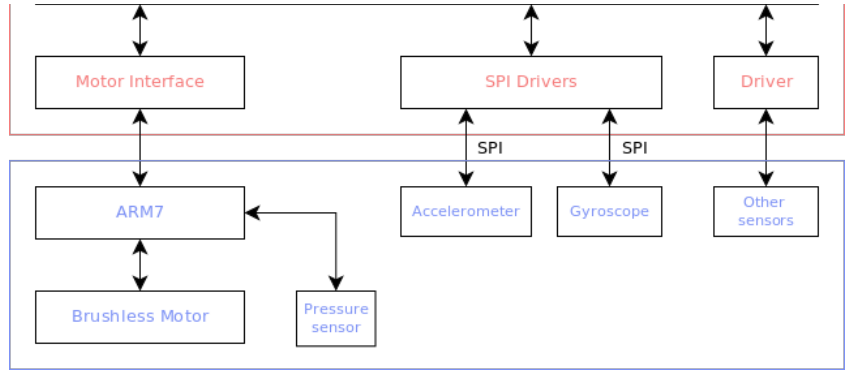 Motor Interface
SPI Drivers
Driver
SPI
SPI
ARM7
Accelerometer
Gyroscope
Other
sensors
Brushless Motor
Pressure
sensor